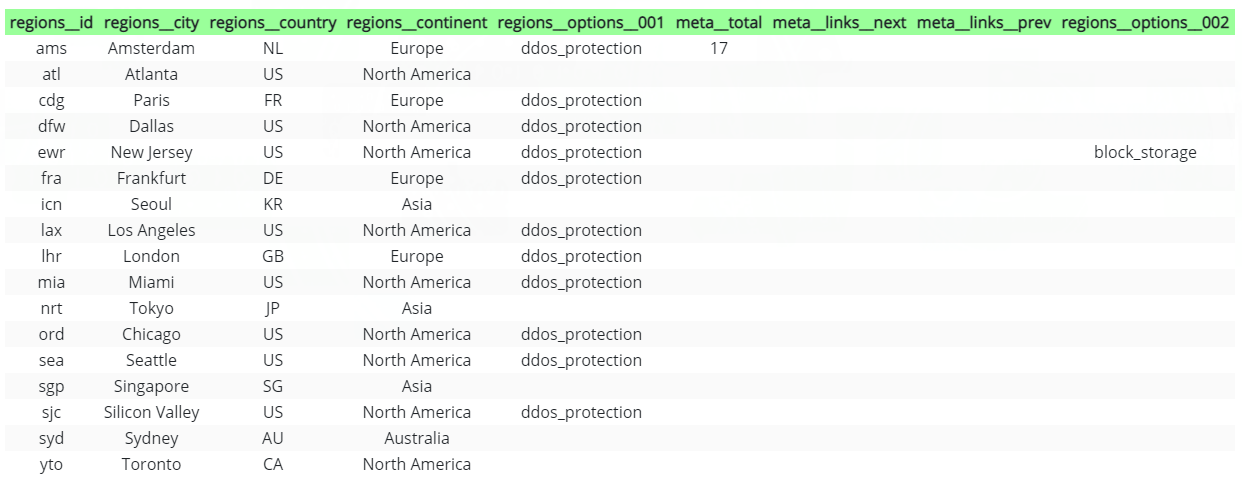 regions__id regions__city regions__country regions__continent regions__options__001 meta__total meta__links__next meta__links__prev regions__options__002
ams Amsterdam NL Europe ddos_protection 17
atl Atlanta US North America
cdg Paris FR Europe ddos_protection
dfw Dallas US North America ddos_protection
ewr New Jersey US North America ddos_protection block_storage
fra Frankfurt DE Europe ddos_protection
icn Seoul KR Asia
lax Los Angeles US North America ddos_protection
lhr London GB Europe ddos_protection
mia Miami US North America ddos_protection
nrt Tokyo JP Asia
ord Chicago US North America ddos_protection
sea Seattle US North America ddos_protection
sgp Singapore SG Asia
sjc Silicon Valley US North America ddos_protection
syd Sydney AU Australia
yto Toronto CA North America